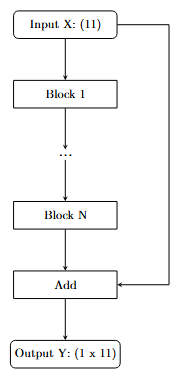 Input X: (11)
Block 1
...
Block N
Add
Output Y: (1 x 11)